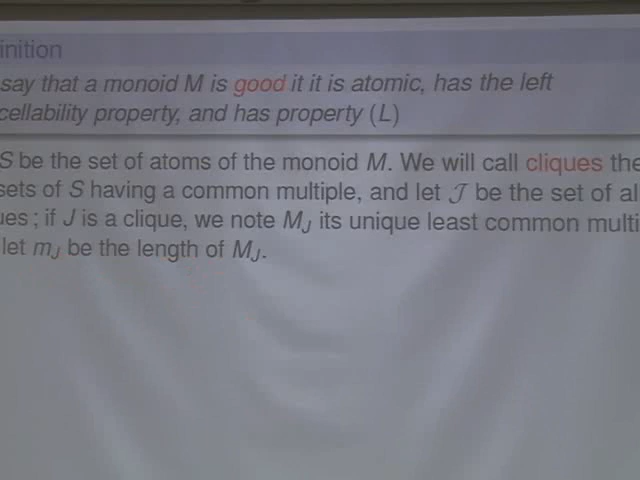 inition
say that a monoid M is good it it is atomic, has the left
cellability property, and has property (L)
S be the set of atoms of the monoid M. We will call cliques the
sets of S having a common multiple, and let 𝒥 be the set of al
ues ; if J is a clique, we note M_J its unique least common multi
let m_J be the length of M_J.